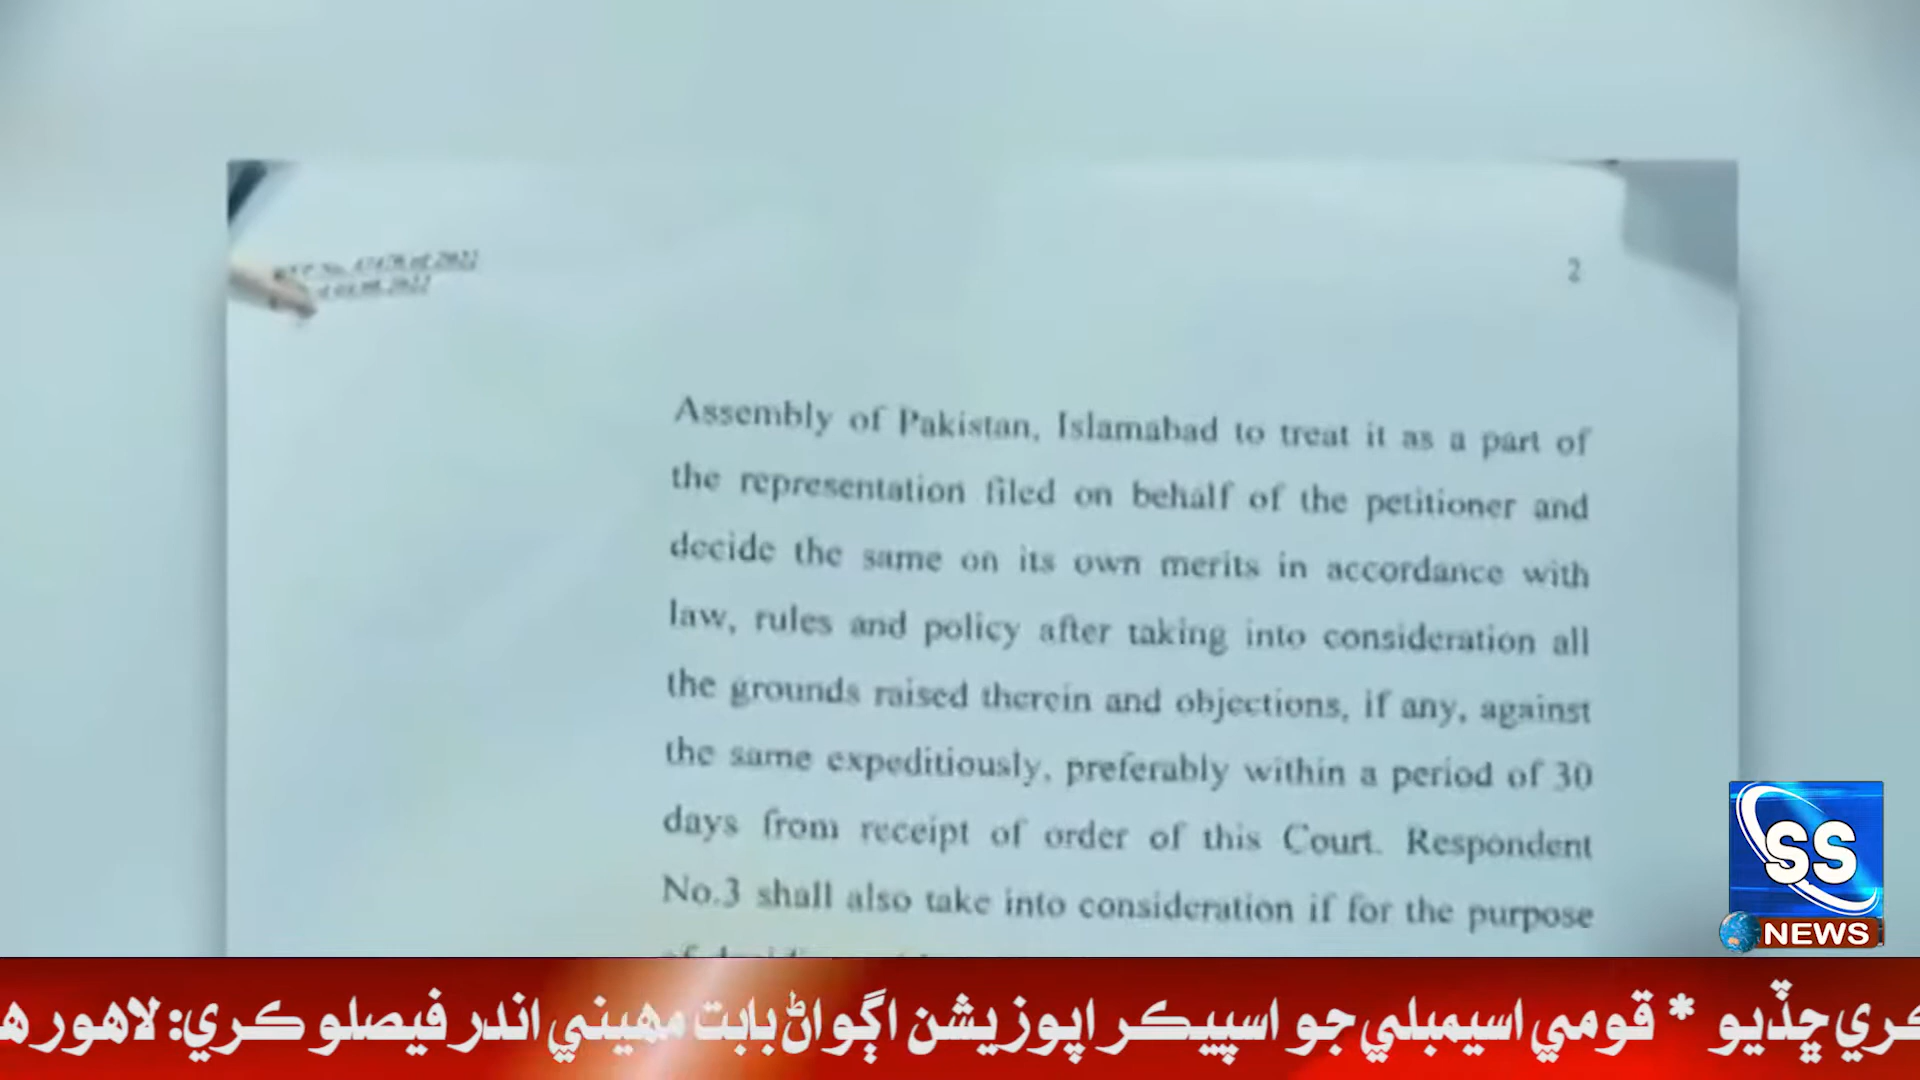 2
Assembly of Pakistan, Islamabad to treat it as a part of
the representation filed on behalf of the petitioner and
decide the same on its own merits in accordance with
law, rules and policy after taking into consideration all
the grounds raised therein and objections, if any, against
the same expeditiously, preferably within a period of 30
days from receipt of order of this Court. Respondent
No.3 shall also take into consideration if for the purpose
SS
NEWS
ڪري ڇڏيو * قومي اسيمبلي جو اسپيڪر اپوزيشن اڳواڻ بابت مهيني اندر فيصلو ڪري: لاهور